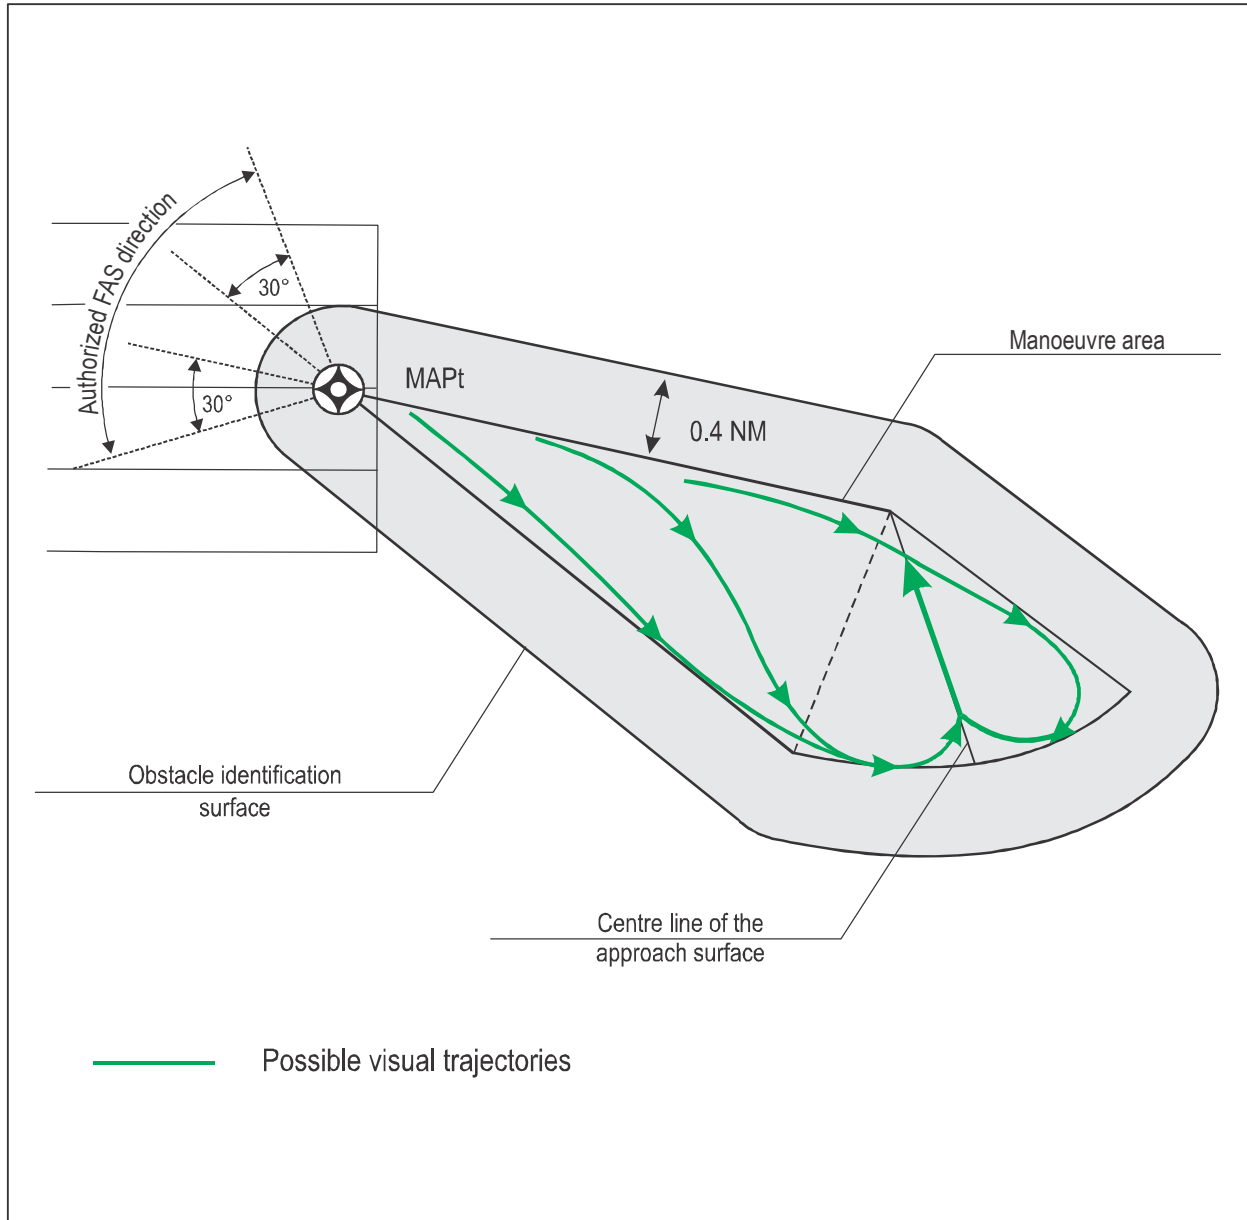 Authorized FAS direction
30°
30°
MAPt
Manoeuvre area
0.4 NM
Obstacle identification
surface
Centre line of the
approach surface
Possible visual trajectories